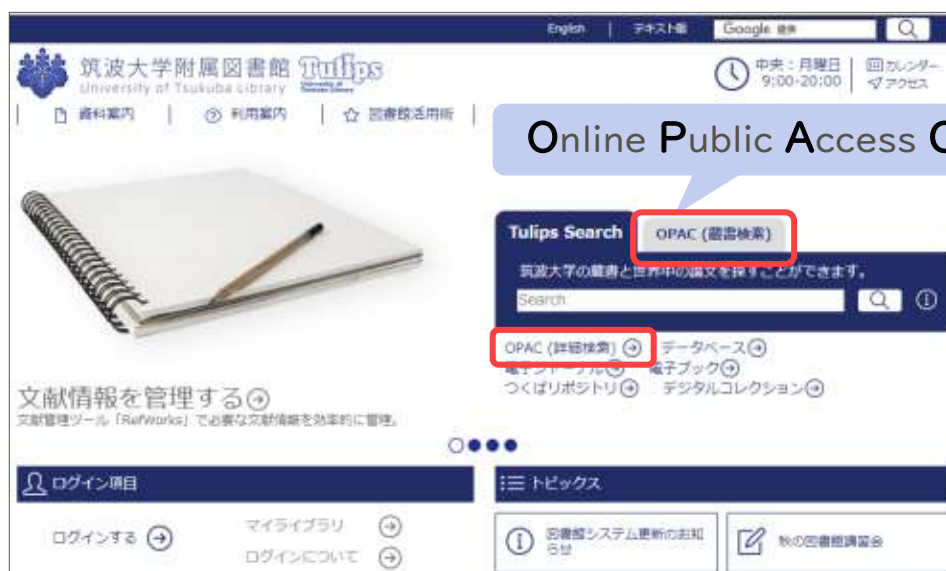 English | テキスト版 Google 提供
筑波大学附属図書館 Tulips
University of Tsukuba Library
中央：月曜日
9:00-20:00
カレンダー
アクセス
資料案内 | 利用案内 | 図書館活用術 |
Online Public Access C
Tulips Search OPAC (蔵書検索)
筑波大学の蔵書と世界中の論文を探すことができます。
Search
OPAC (詳細検索) データベース
電子ジャーナル 電子ブック
つくばリポジトリ デジタルコレクション
文献情報を管理する
文献管理ツール「RefWorks」で必要な文献情報を効率的に管理。
ログイン項目
トピックス
ログインする
マイライブラリ
ログインについて
図書館システム更新のお知
らせ
秋の図書館講習会